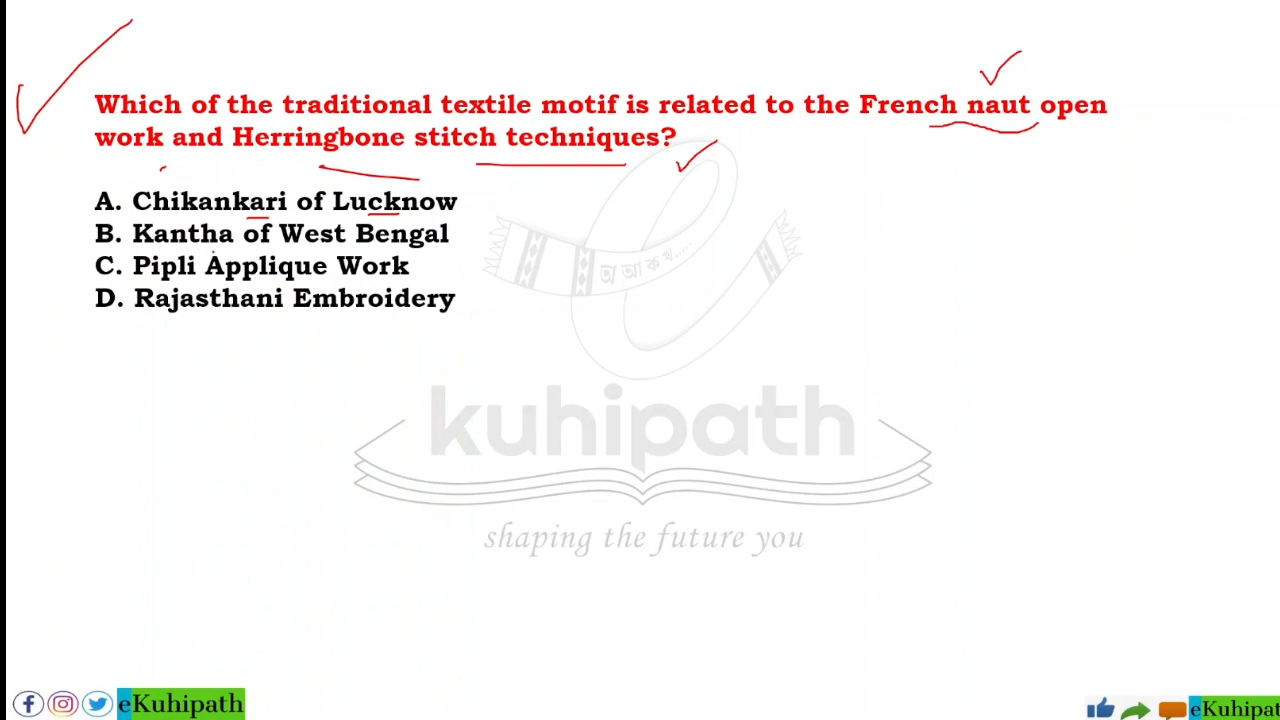 Which of the traditional textile motif is related to the French naut open
work and Herringbone stitch techniques?
A. Chikankari of Lucknow
B. Kantha of West Bengal
C. Pipli Applique Work
D. Rajasthani Embroidery
অ আ ক খ....
kuhipath
shaping the future you
eKuhipath
eKuhipat